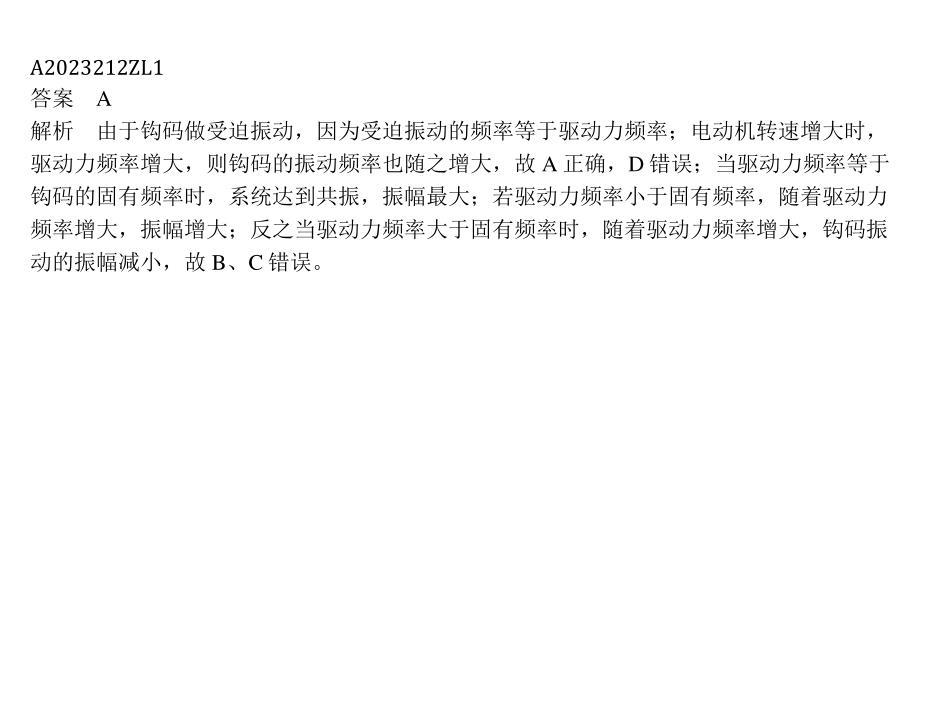 A2023212ZL1
答案 A
解析 由于钩码做受迫振动，因为受迫振动的频率等于驱动力频率；电动机转速增大时，
驱动力频率增大，则钩码的振动频率也随之增大，故 A 正确，D 错误；当驱动力频率等于
钩码的固有频率时，系统达到共振，振幅最大；若驱动力频率小于固有频率，随着驱动力
频率增大，振幅增大；反之当驱动力频率大于固有频率时，随着驱动力频率增大，钩码振
动的振幅减小，故 B、C 错误。